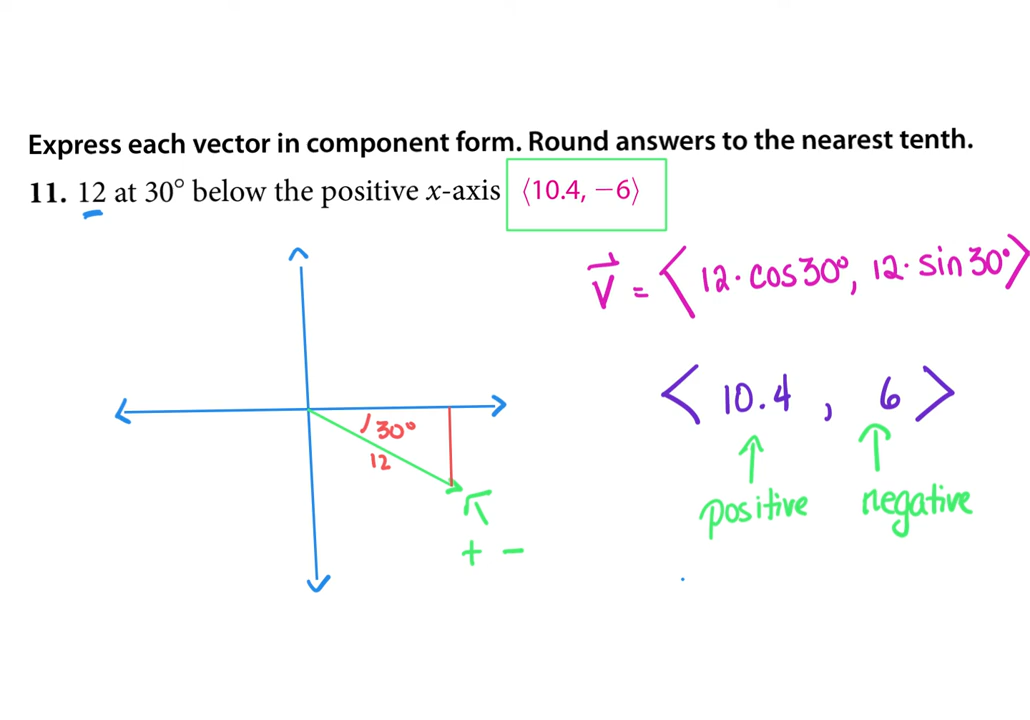 Express each vector in component form. Round answers to the nearest tenth.
11. 12 at 30° below the positive x-axis ⟨10.4, −6⟩
V = ⟨12 · cos 30°, 12 · sin 30°⟩
⟨10.4 , 6⟩
30°
12
positive negative
+ −